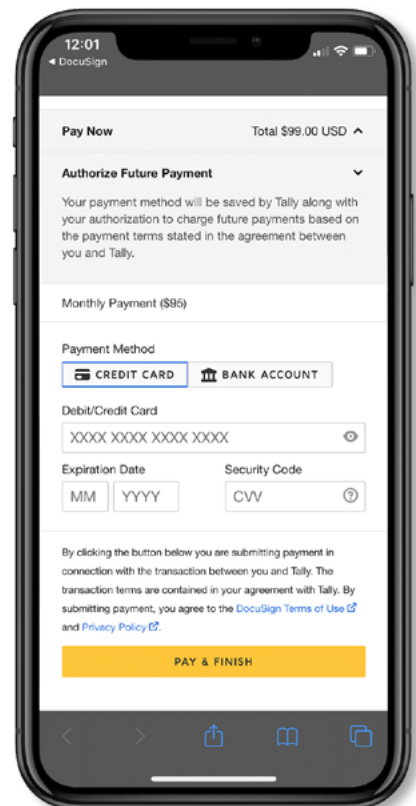 12:01
◀ DocuSign
Pay Now Total $99.00 USD
Authorize Future Payment
Your payment method will be saved by Tally along with
your authorization to charge future payments based on
the payment terms stated in the agreement between
you and Tally.
Monthly Payment ($95)
Payment Method
CREDIT CARD BANK ACCOUNT
Debit/Credit Card
XXXX XXXX XXXX XXXX
Expiration Date Security Code
MM YYYY CVV
By clicking the button below you are submitting payment in
connection with the transaction between you and Tally. The
transaction terms are contained in your agreement with Tally. By
submitting payment, you agree to the DocuSign Terms of Use
and Privacy Policy.
PAY & FINISH